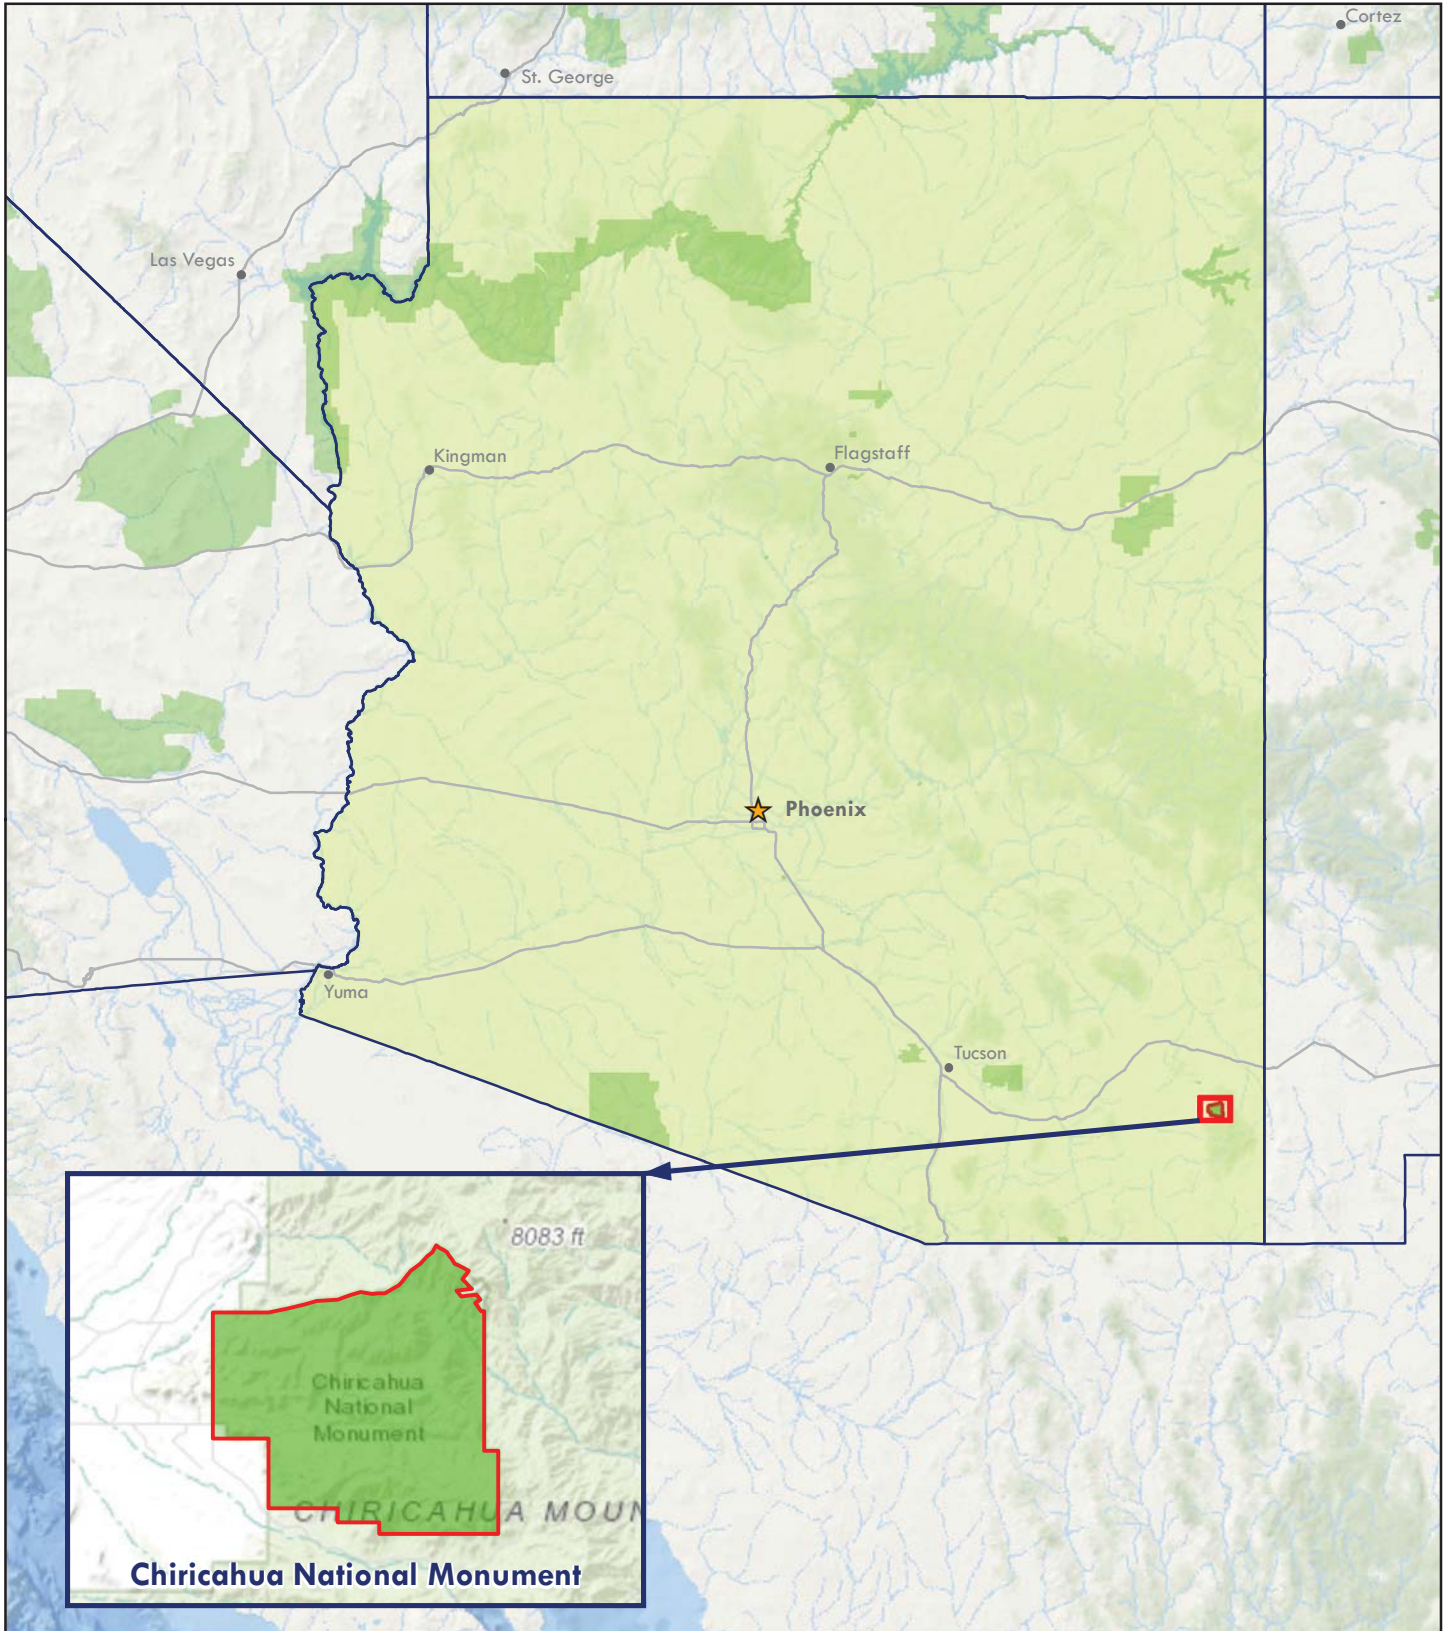 Cortez
St. George
Las Vegas
Kingman
Flagstaff
Phoenix
Yuma
Tucson
8083 ft
Chiricahua
National
Monument
CHIRICAHUA MOUN
Chiricahua National Monument